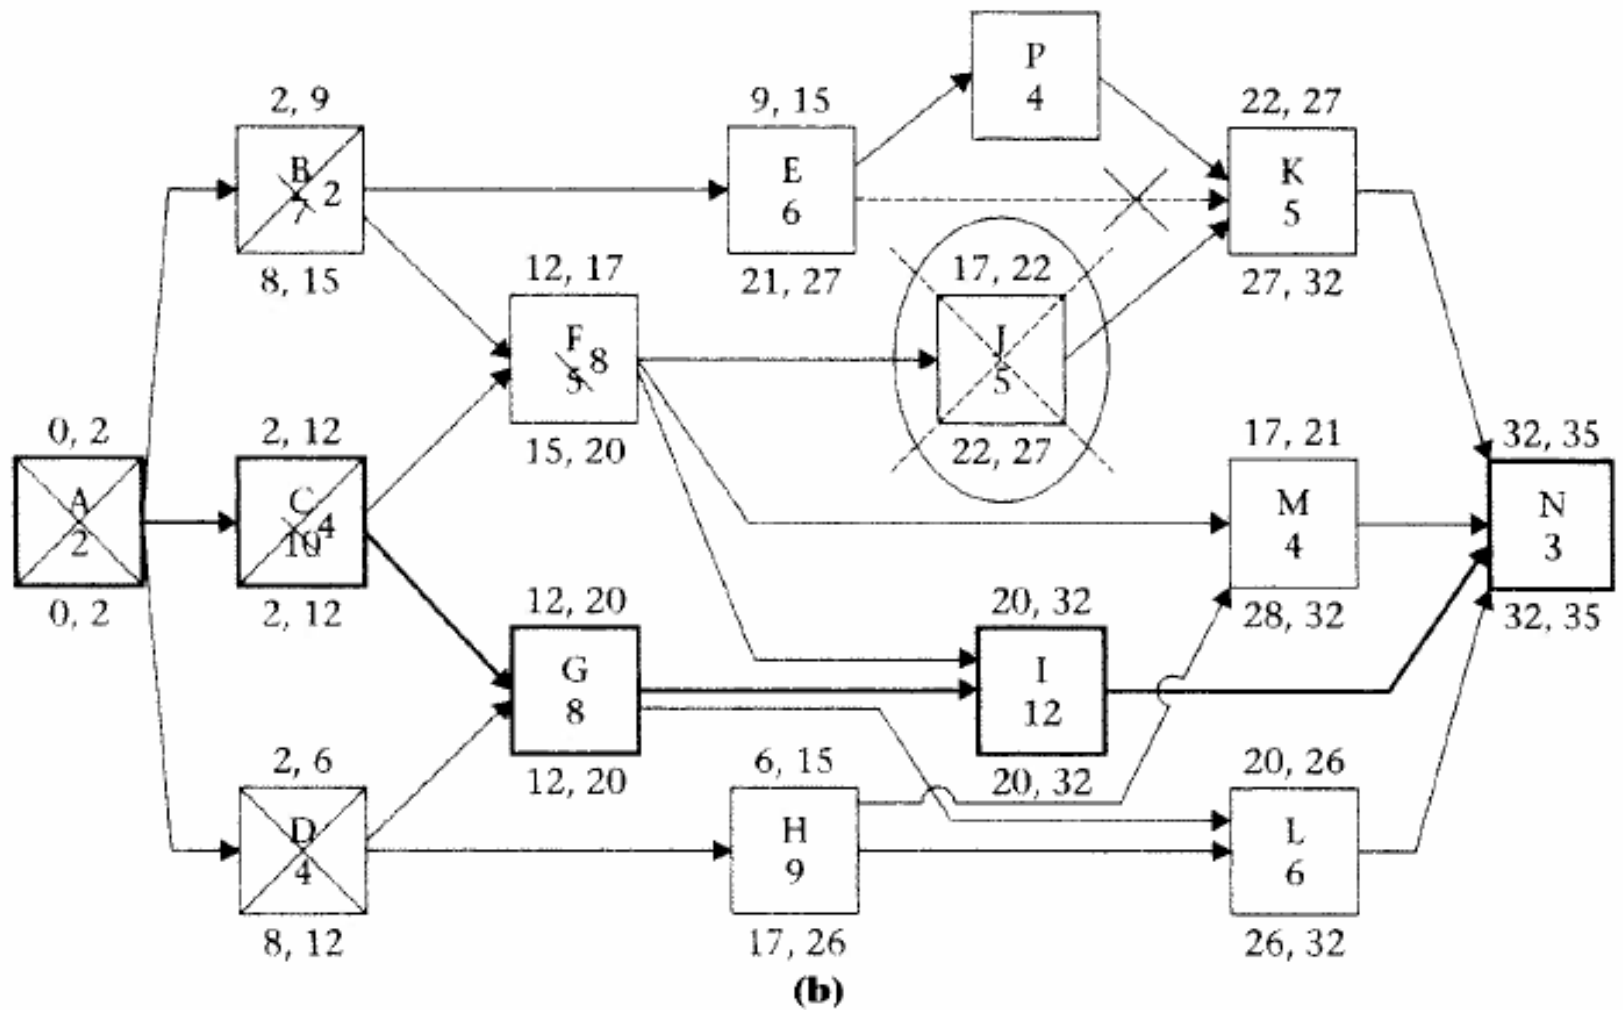 P
4
2, 9
B
7 2
8, 15
9, 15
E
6
21, 27
22, 27
K
5
27, 32
12, 17
F
5 8
15, 20
17, 22
J
5
22, 27
0, 2
A
2
0, 2
2, 12
C
10 4
2, 12
17, 21
M
4
28, 32
32, 35
N
3
32, 35
12, 20
G
8
12, 20
20, 32
I
12
20, 32
2, 6
D
4
8, 12
6, 15
H
9
17, 26
20, 26
L
6
26, 32
(b)